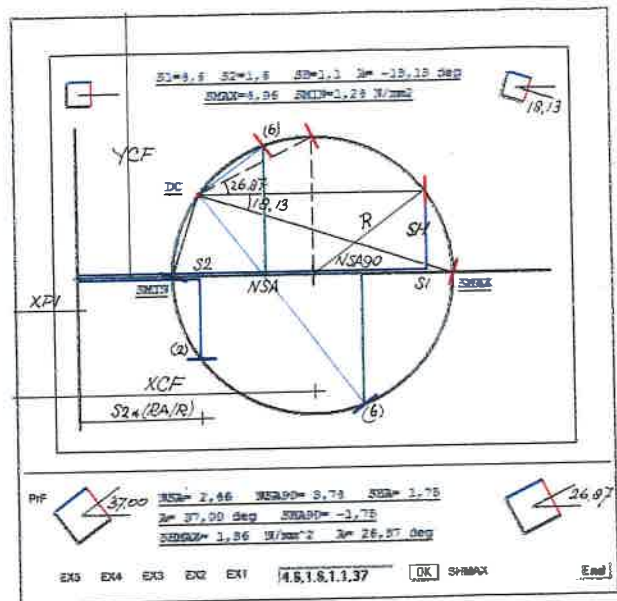 S1=4,6 S2=1,6 SH=1,1 A= -18,13 deg
SMAX=4,96 SMIN=1,24 N/mm2
18,13
(6)
YCF
DC
26.87
18,13
R
SH
S2
NSA90
SMIN
NSA
S1
SMAX
XP1
(2)
XCF
(6)
S2*(RA/R)
PrF
37.00
NSA= 2,46 NSA90= 3,74 SHA= 1,75
A= 37,00 deg SHA90= -1,75
SHMAX= 1,86 N/mm^2 A= 26,87 deg
26,87
EX5 EX4 EX3 EX2 EX1 4.6,1.6,1.1,37 OK SHMAX End